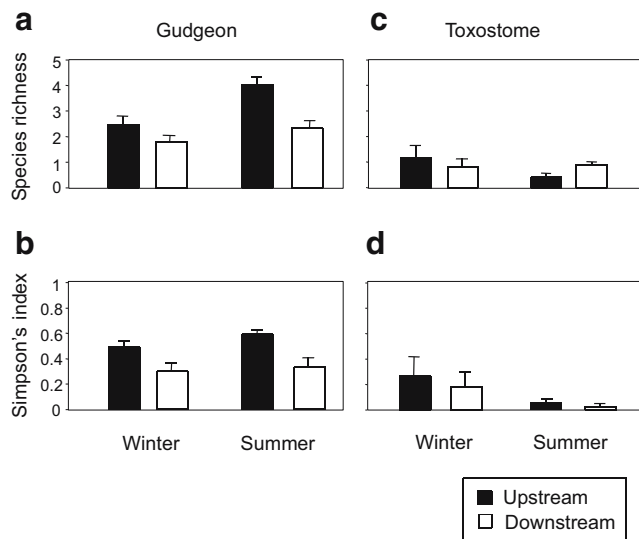 a
Gudgeon
c
Toxostome
Species richness
5
4
3
2
1
0
b
d
Simpson's index
1
0.8
0.6
0.4
0.2
0
Winter Summer
Winter Summer
Upstream
Downstream